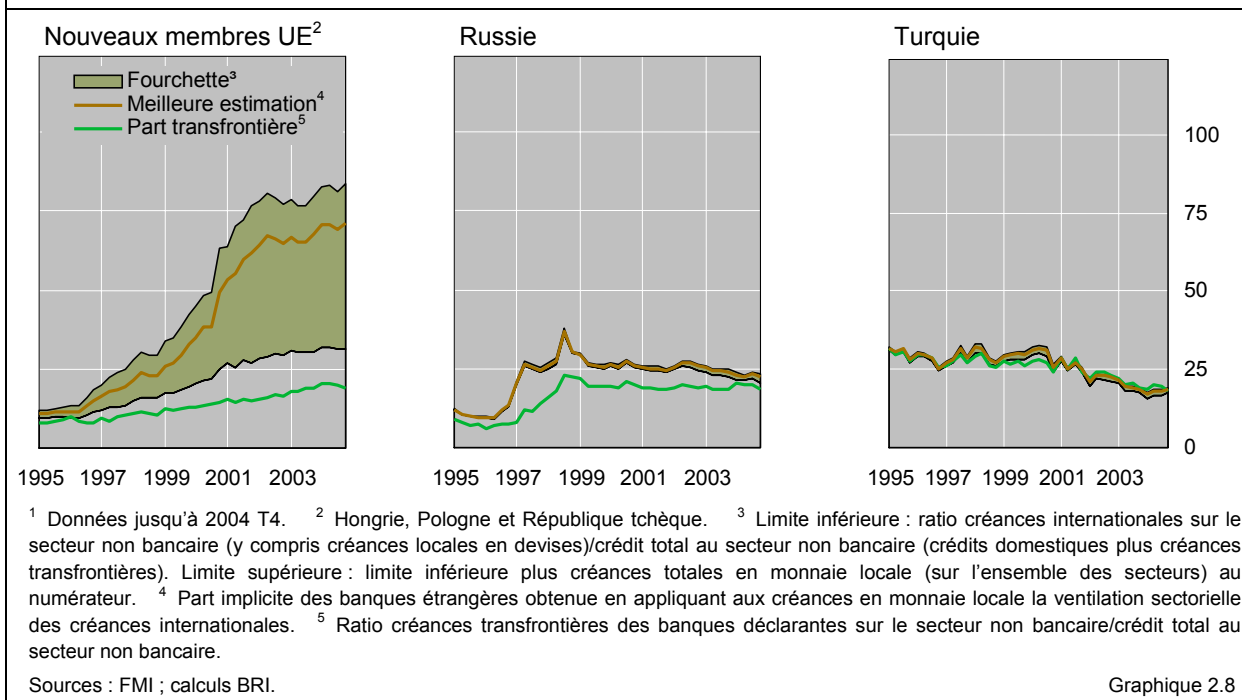 Nouveaux membres UE²
Russie
Turquie
Fourchette³
Meilleure estimation⁴
Part transfrontière⁵
100
75
50
25
0
1995 1997 1999 2001 2003
1995 1997 1999 2001 2003
1995 1997 1999 2001 2003
¹ Données jusqu'à 2004 T4. ² Hongrie, Pologne et République tchèque. ³ Limite inférieure : ratio créances internationales sur le
secteur non bancaire (y compris créances locales en devises)/crédit total au secteur non bancaire (crédits domestiques plus créances
transfrontières). Limite supérieure : limite inférieure plus créances totales en monnaie locale (sur l'ensemble des secteurs) au
numérateur. ⁴ Part implicite des banques étrangères obtenue en appliquant aux créances en monnaie locale la ventilation sectorielle
des créances internationales. ⁵ Ratio créances transfrontières des banques déclarantes sur le secteur non bancaire/crédit total au
secteur non bancaire.
Sources : FMI ; calculs BRI.
Graphique 2.8